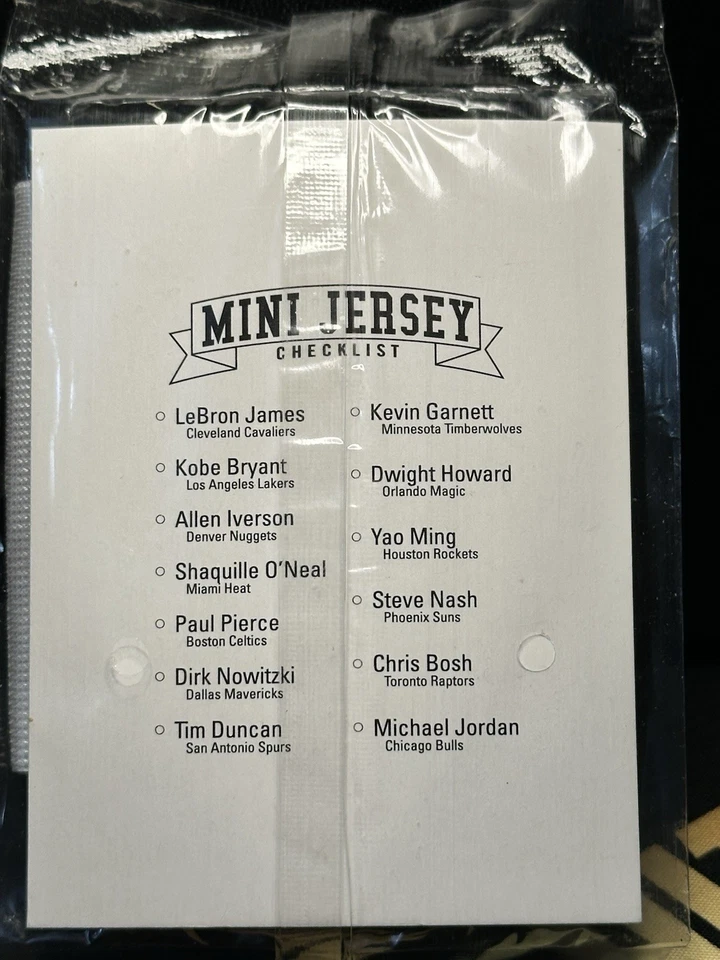 MINI JERSEY
CHECKLIST
LeBron James
Cleveland Cavaliers
Kobe Bryant
Los Angeles Lakers
Allen Iverson
Denver Nuggets
Shaquille O'Neal
Miami Heat
Paul Pierce
Boston Celtics
Dirk Nowitzki
Dallas Mavericks
Tim Duncan
San Antonio Spurs
Kevin Garnett
Minnesota Timberwolves
Dwight Howard
Orlando Magic
Yao Ming
Houston Rockets
Steve Nash
Phoenix Suns
Chris Bosh
Toronto Raptors
Michael Jordan
Chicago Bulls